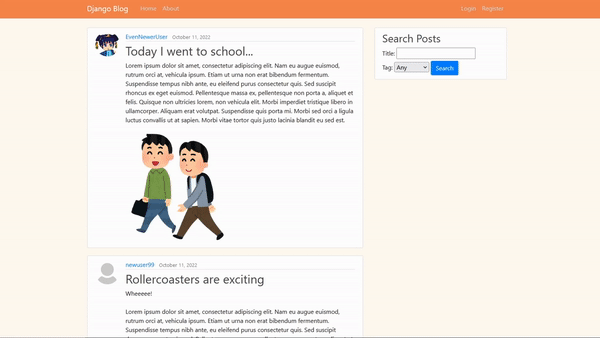 Django Blog Home About Login Register
EvenNewerUser October 11, 2022
Today I went to school...
Lorem ipsum dolor sit amet, consectetur adipiscing elit. Nam eu augue euismod,
rutrum orci at, vehicula ipsum. Etiam ut urna non erat bibendum fermentum.
Suspendisse tempus nibh ante, eu eleifend purus consectetur quis. Sed suscipit
rhoncus ex eget euismod. Pellentesque massa ex, pellentesque non porta a, aliquet et
felis. Quisque non ultricies lorem, non vehicula elit. Morbi imperdiet tristique libero in
ullamcorper. Aliquam erat volutpat. Suspendisse quis porta mi. Morbi sed orci a ligula
luctus convallis ut at sapien. Morbi vitae tortor quis justo lacinia blandit eu sed est.
Search Posts
Title:
Tag: Any Search
newuser99 October 11, 2022
Rollercoasters are exciting
Wheeeee!
Lorem ipsum dolor sit amet, consectetur adipiscing elit. Nam eu augue euismod,
rutrum orci at, vehicula ipsum. Etiam ut urna non erat bibendum fermentum.
Suspendisse tempus nibh ante, eu eleifend purus consectetur quis. Sed suscipit